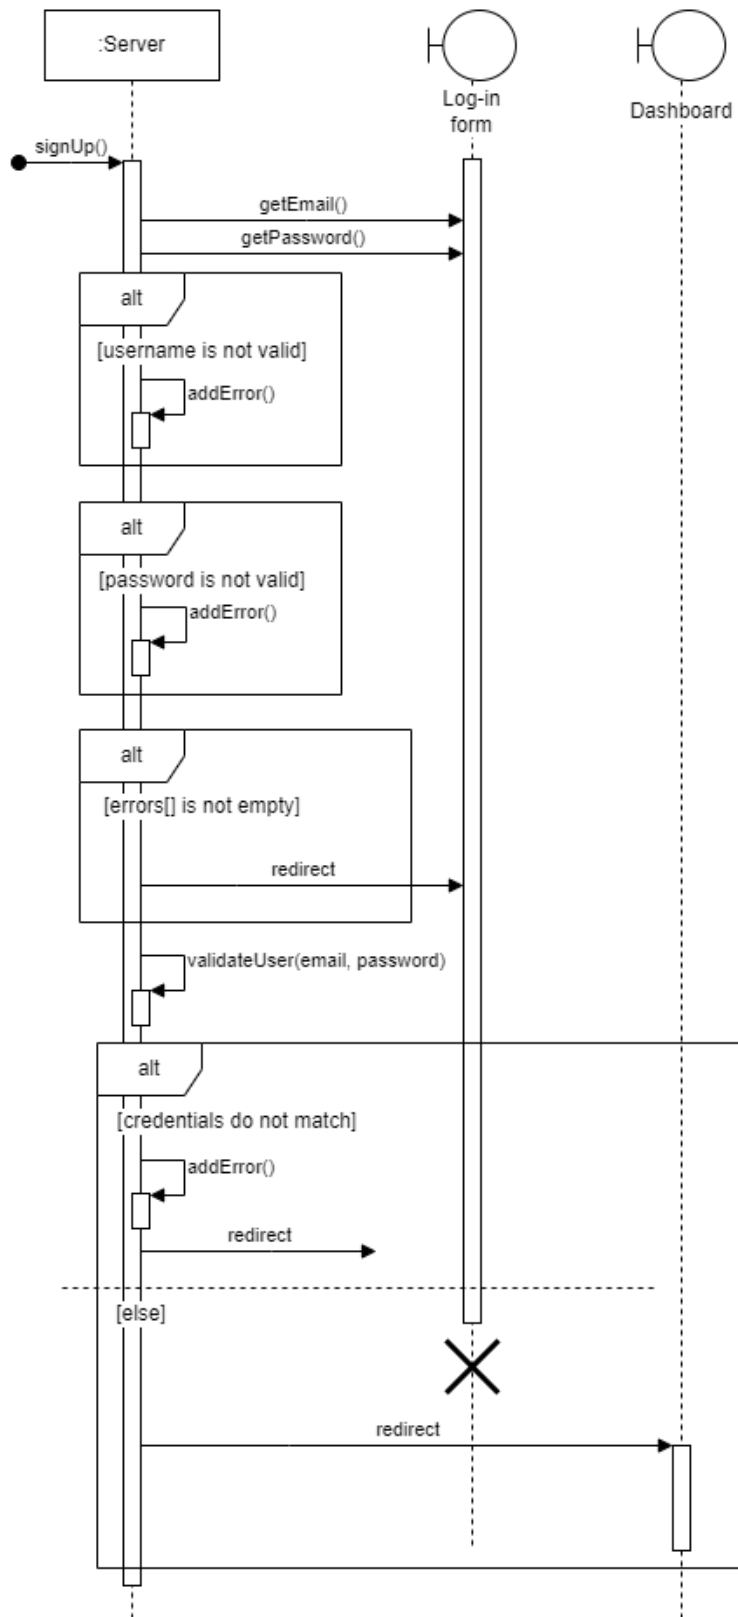 :Server
Log-in
form
Dashboard
signUp()
getEmail()
getPassword()
alt
[username is not valid]
addError()
alt
[password is not valid]
addError()
alt
[errors[] is not empty]
redirect
validateUser(email, password)
alt
[credentials do not match]
addError()
redirect
[else]
redirect